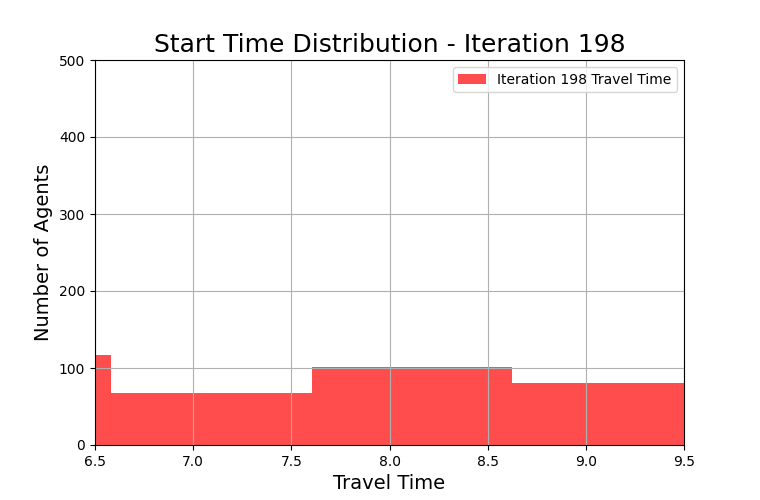 Start Time Distribution - Iteration 198
Iteration 198 Travel Time
Number of Agents
500
400
300
200
100
0
6.5 7.0 7.5 8.0 8.5 9.0 9.5
Travel Time